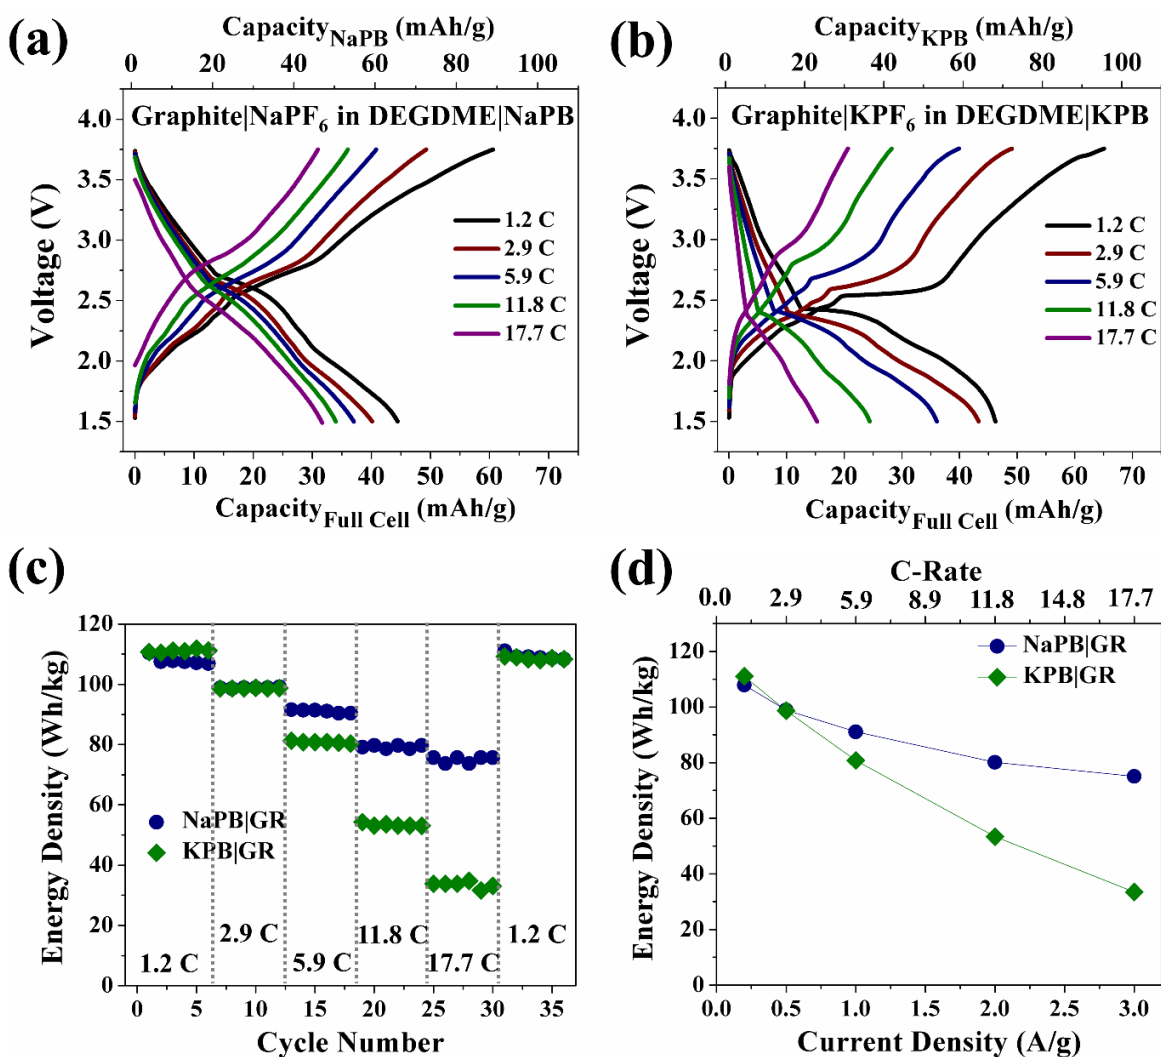 (a)
Capacity_NaPB (mAh/g)
0 20 40 60 80 100
Graphite|NaPF₆ in DEGDME|NaPB
4.0
3.5
3.0
2.5
2.0
1.5
Voltage (V)
1.2 C
2.9 C
5.9 C
11.8 C
17.7 C
0 10 20 30 40 50 60 70
Capacity_Full Cell (mAh/g)
(b)
Capacity_KPB (mAh/g)
0 20 40 60 80 100
Graphite|KPF₆ in DEGDME|KPB
4.0
3.5
3.0
2.5
2.0
1.5
Voltage (V)
1.2 C
2.9 C
5.9 C
11.8 C
17.7 C
0 10 20 30 40 50 60 70
Capacity_Full Cell (mAh/g)
(c)
120
100
80
60
40
20
0
Energy Density (Wh/kg)
NaPB|GR
KPB|GR
1.2 C
2.9 C
5.9 C
11.8 C
17.7 C
1.2 C
0 5 10 15 20 25 30 35
Cycle Number
(d)
C-Rate
0.0 2.9 5.9 8.9 11.8 14.8 17.7
NaPB|GR
KPB|GR
120
100
80
60
40
20
0
Energy Density (Wh/kg)
0.0 0.5 1.0 1.5 2.0 2.5 3.0
Current Density (A/g)